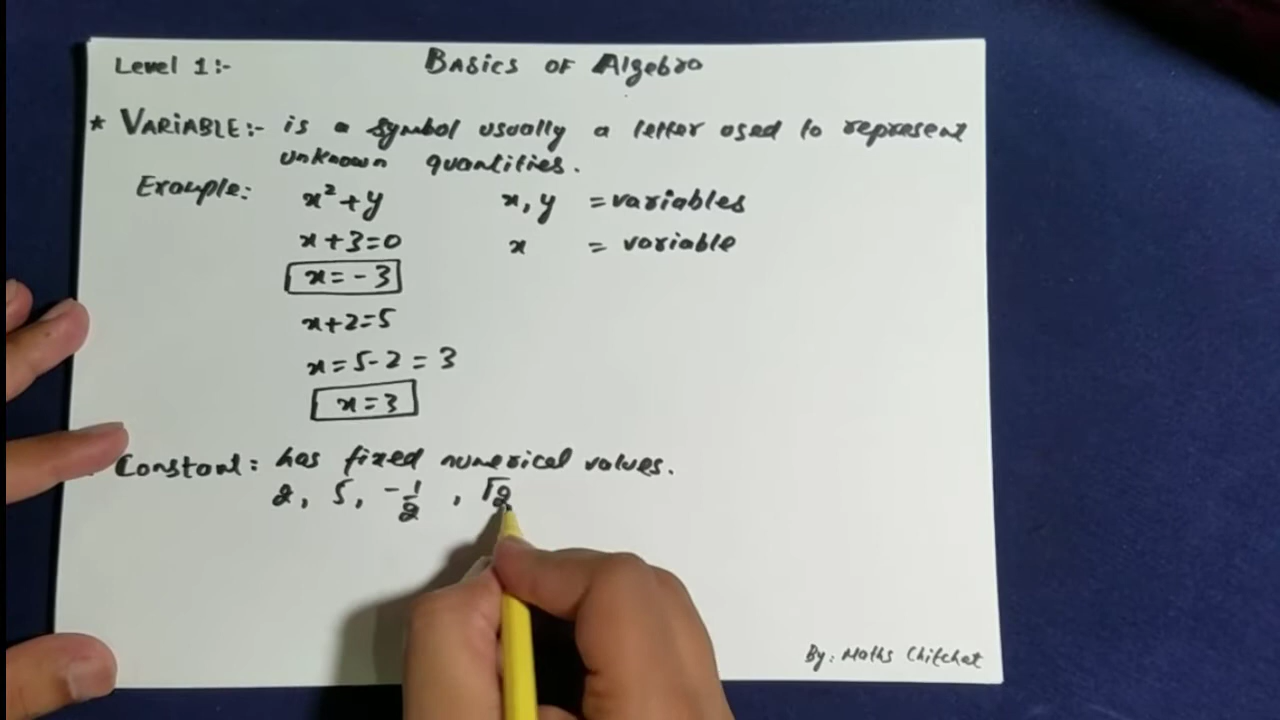 Level 1:- Basics of Algebra
* Variable:- is a symbol usually a letter used to represent
unknown quantities.
Example: x² + y x, y = variables
x + 3 = 0 x = variable
x = - 3
x + 2 = 5
x = 5 - 2 = 3
x = 3
Constant: has fixed numerical values.
2, 5, -1/2, √2
By: Maths Chitchat